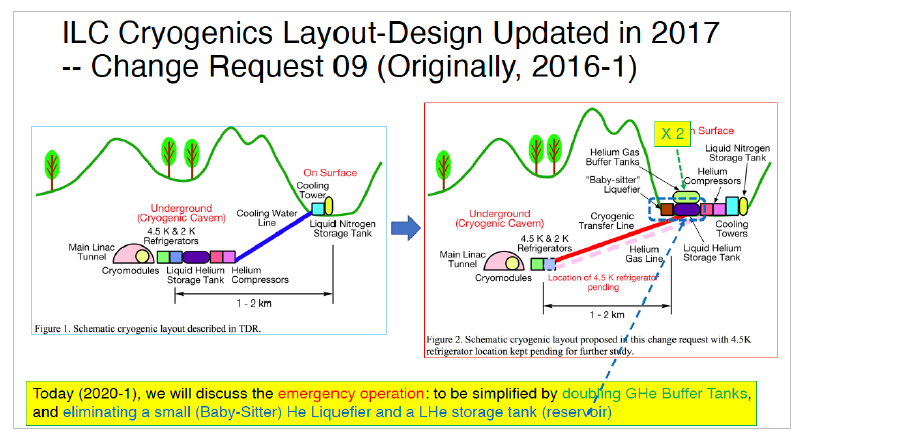 ILC Cryogenics Layout-Design Updated in 2017
-- Change Request 09 (Originally, 2016-1)
On Surface
Cooling
Tower
Underground
(Cryogenic Cavern)
Cooling Water
Line
Liquid Nitrogen
Storage Tank
4.5 K & 2 K
Refrigerators
Main Linac
Tunnel
Cryomodules
Liquid Helium
Storage Tank
Helium
Compressors
1 - 2 km
Figure 1. Schematic cryogenic layout described in TDR.
X 2
n Surface
Helium Gas
Buffer Tanks
Liquid Nitrogen
Storage Tank
"Baby-sitter"
Liquefier
Helium
Compressors
Underground
(Cryogenic Cavern)
Cryogenic
Transfer Line
Cooling
Towers
4.5 K & 2 K
Refrigerators
Helium
Gas Line
Liquid Helium
Storage Tank
Main Linac
Tunnel
Cryomodules
Location of 4.5 K refrigerator
pending
1 - 2 km
Figure 2. Schematic cryogenic layout proposed in this change request with 4.5K
refrigerator location kept pending for further study.
Today (2020-1), we will discuss the emergency operation: to be simplified by doubling GHe Buffer Tanks,
and eliminating a small (Baby-Sitter) He Liquefier and a LHe storage tank (reservoir)